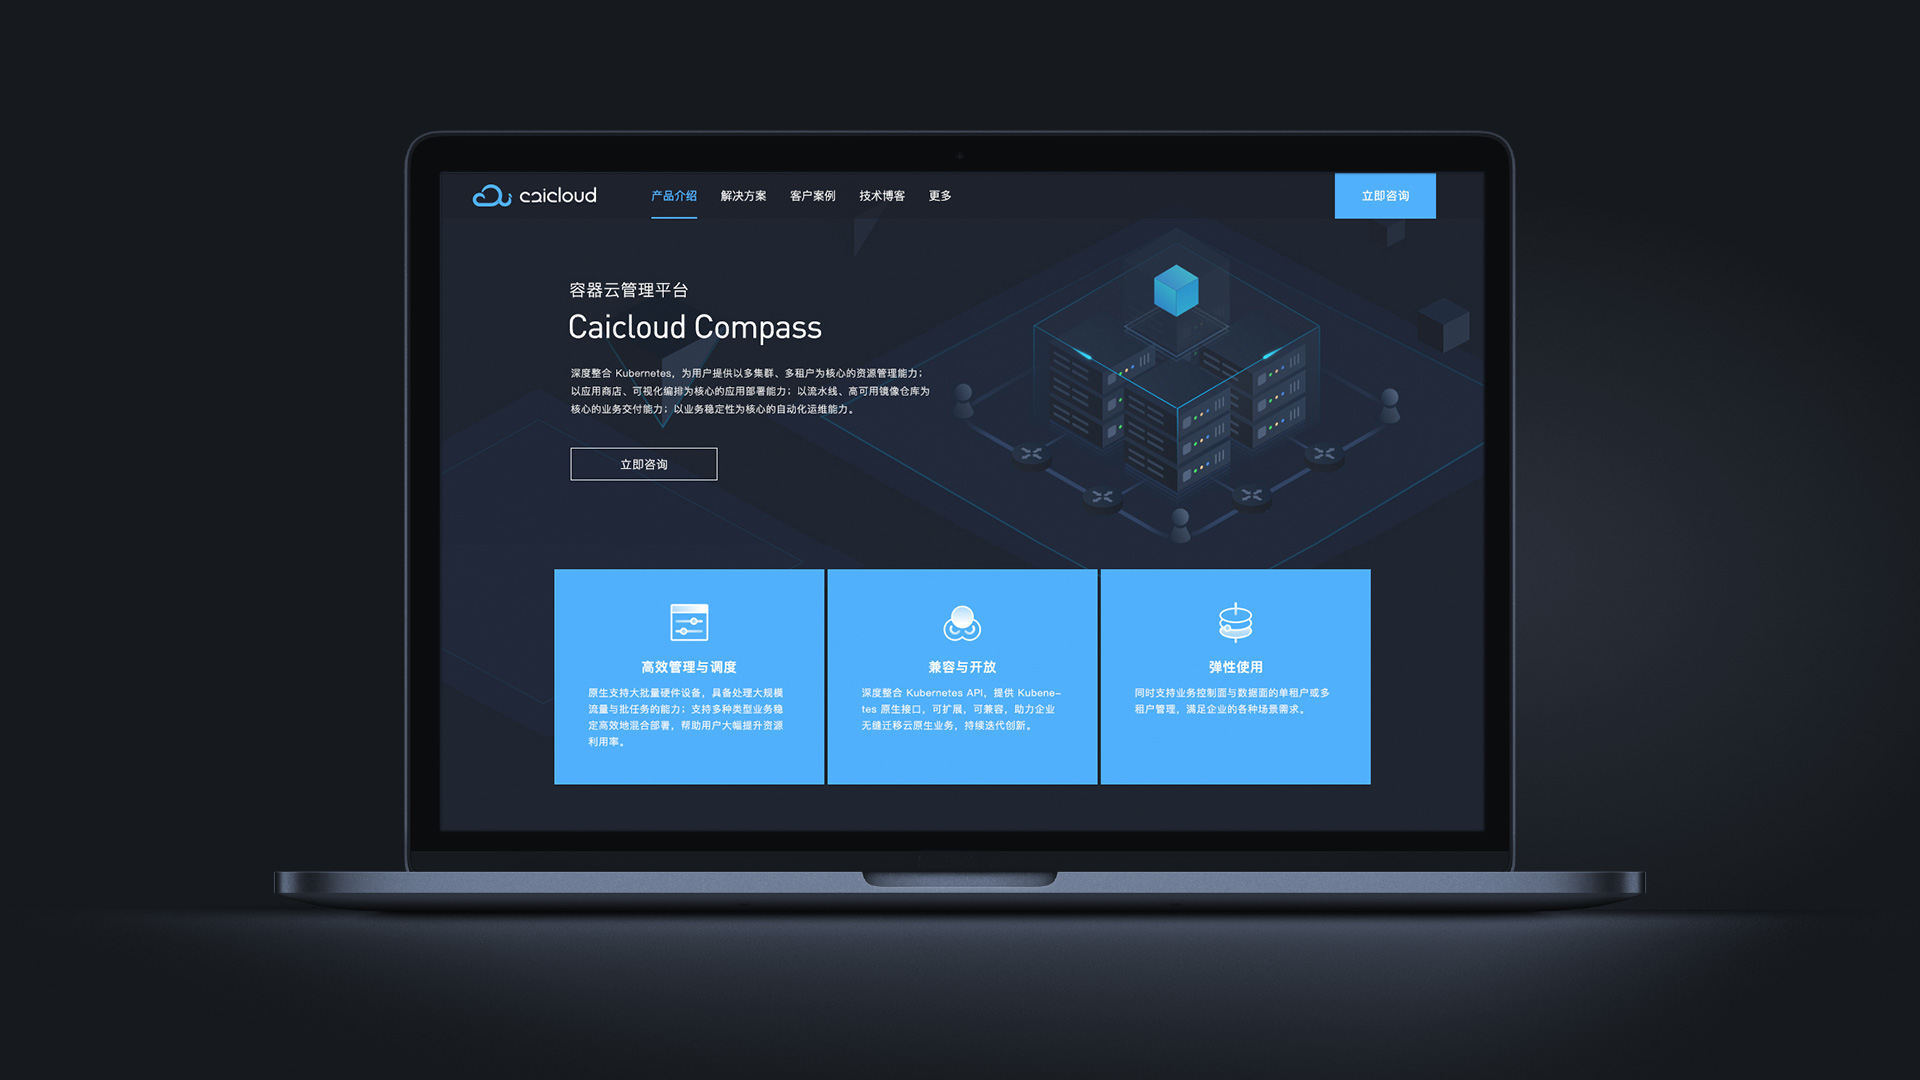 caicloud
产品介绍 解决方案 客户案例 技术博客 更多
立即咨询
容器云管理平台
Caicloud Compass
深度整合 Kubernetes，为用户提供以多集群、多租户为核心的资源管理能力；
以应用商店、可视化编排为核心的应用部署能力；以流水线、高可用镜像仓库为
核心的业务交付能力；以业务稳定性为核心的自动化运维能力。
立即咨询
高效管理与调度
原生支持大批量硬件设备，具备处理大规模
流量与批任务的能力；支持多种类型业务稳
定高效地混合部署，帮助用户大幅提升资源
利用率。
兼容与开放
深度整合 Kubernetes API，提供 Kubene-
tes 原生接口，可扩展，可兼容，助力企业
无缝迁移云原生业务，持续迭代创新。
弹性使用
同时支持业务控制面与数据面的单租户或多
租户管理，满足企业的各种场景需求。